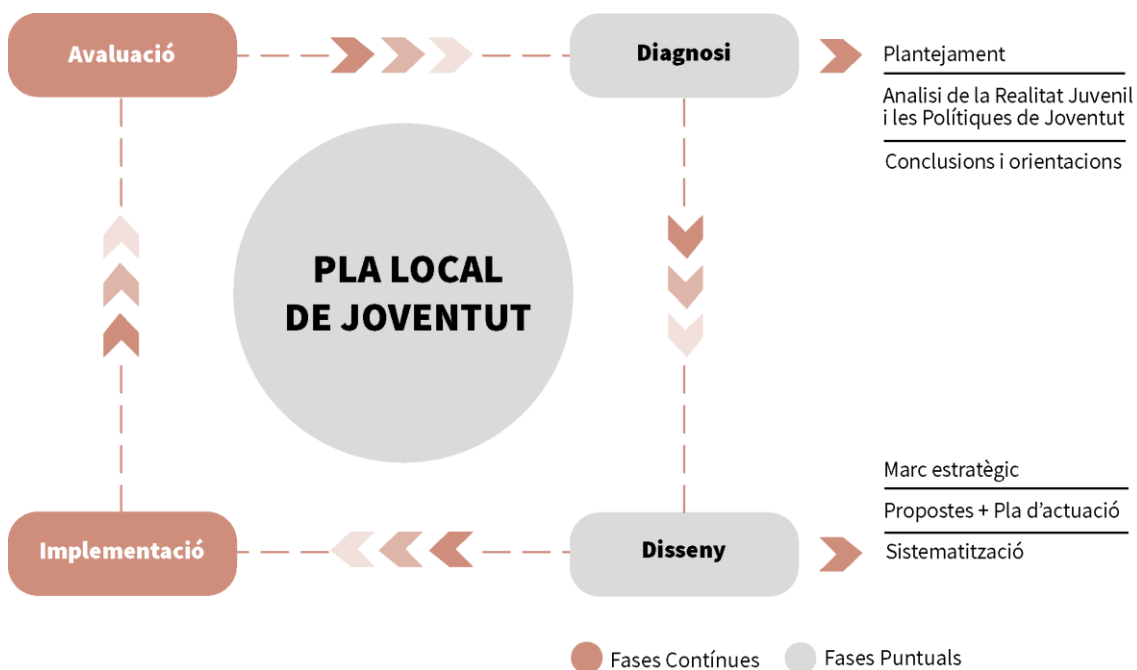 Avaluació
Diagnosi
Plantejament
Analisi de la Realitat Juvenil
i les Polítiques de Joventut
Conclusions i orientacions
PLA LOCAL
DE JOVENTUT
Implementació
Disseny
Marc estratègic
Propostes + Pla d’actuació
Sistematització
Fases Contínues
Fases Puntuals